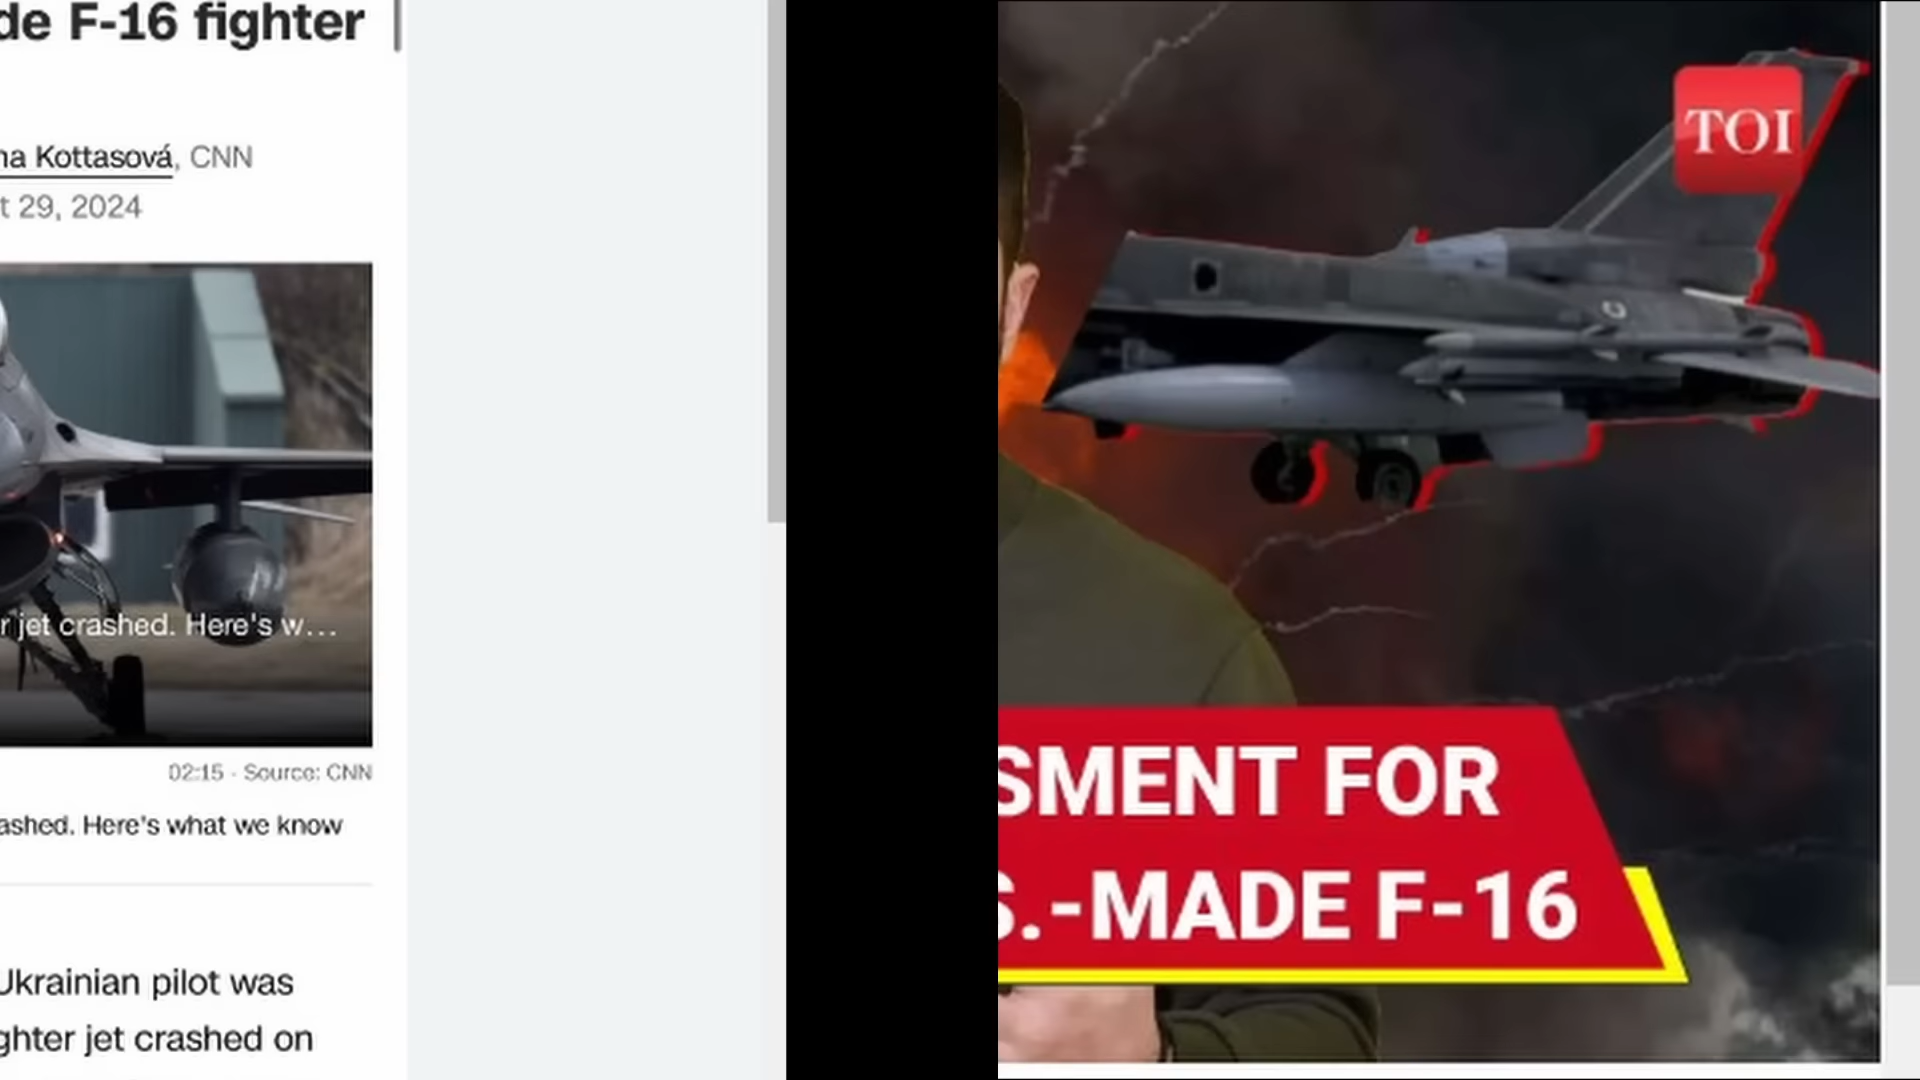 de F-16 fighter
na Kottasová, CNN
t 29, 2024
r jet crashed. Here's w...
02:15 - Source: CNN
ashed. Here's what we know
Ukrainian pilot was
ghter jet crashed on
TOI
SMENT FOR
S.-MADE F-16